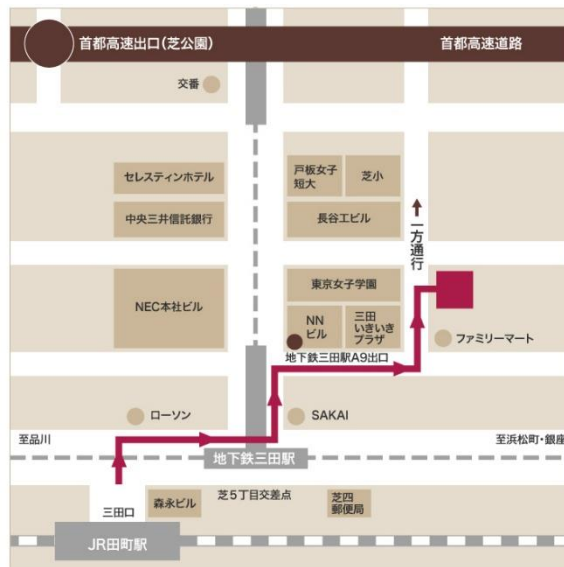 首都高速出口(芝公園)
首都高速道路
交番
セレスティンホテル
戸板女子
短大
芝小
中央三井信託銀行
長谷工ビル
一方通行
NEC本社ビル
東京女子学園
NN
ビル
三田
いきいき
プラザ
ファミリーマート
地下鉄三田駅A9出口
ローソン
SAKAI
至品川
至浜松町・銀座
地下鉄三田駅
三田口
森永ビル
芝5丁目交差点
芝四
郵便局
JR田町駅